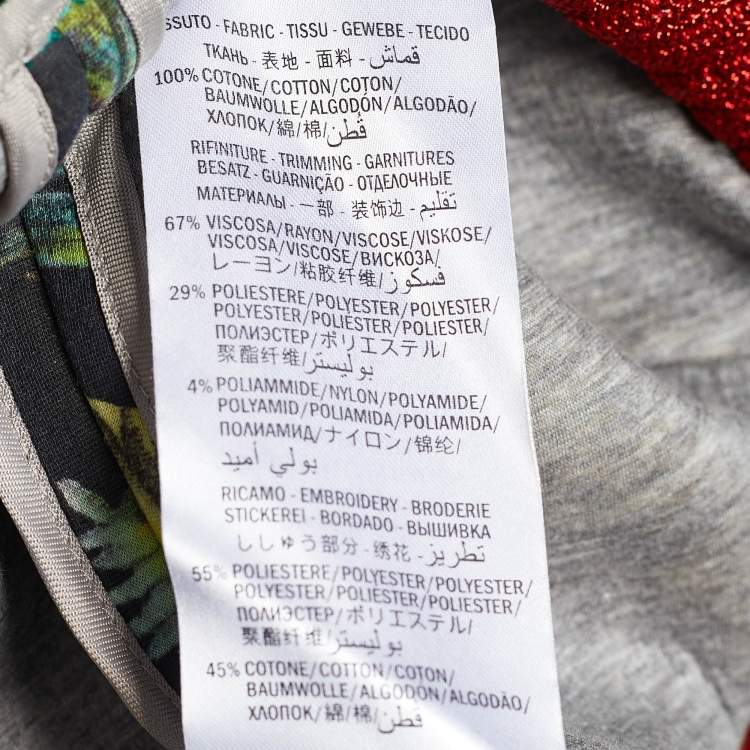 SSUTO - FABRIC - TISSU - GEWEBE - TECIDO
ТКАНЬ - 表地 - 面料 - قماش
100% COTONE/COTTON/COTON/
BAUMWOLLE/ALGODON/ALGODÃO/
ХЛОПОК/綿/棉/قُطن
RIFINITURE - TRIMMING - GARNITURES
BESATZ - GUARNIÇÃO - ОТДЕЛОЧНЫЕ
МАТЕРИАЛЫ - 一部 - 装饰边 - تقليم
67% VISCOSA/RAYON/VISCOSE/VISKOSE/
VISCOSA/VISCOSE/ВИСКОЗА/
レーヨン/粘胶纤维/فسكوز
29% POLIESTERE/POLYESTER/POLYESTER/
POLYESTER/POLIÉSTER/POLIESTER/
ПОЛИЭСТЕР/ポリエステル/
聚酯纤维/بوليستر
4% POLIAMMIDE/NYLON/POLYAMIDE/
POLYAMID/POLIAMIDA/POLIAMIDA/
ПОЛИАМИД/ナイロン/锦纶/
بولي أميد
RICAMO - EMBROIDERY - BRODERIE
STICKEREI - BORDADO - ВЫШИВКА
ししゅう部分 - 绣花 - تطريز
55% POLIESTERE/POLYESTER/POLYESTER/
POLYESTER/POLIÉSTER/POLIESTER/
ПОЛИЭСТЕР/ポリエステル/
聚酯纤维/بوليستر
45% COTONE/COTTON/COTON/
BAUMWOLLE/ALGODON/ALGODÃO/
ХЛОПОК/綿/棉/قطن